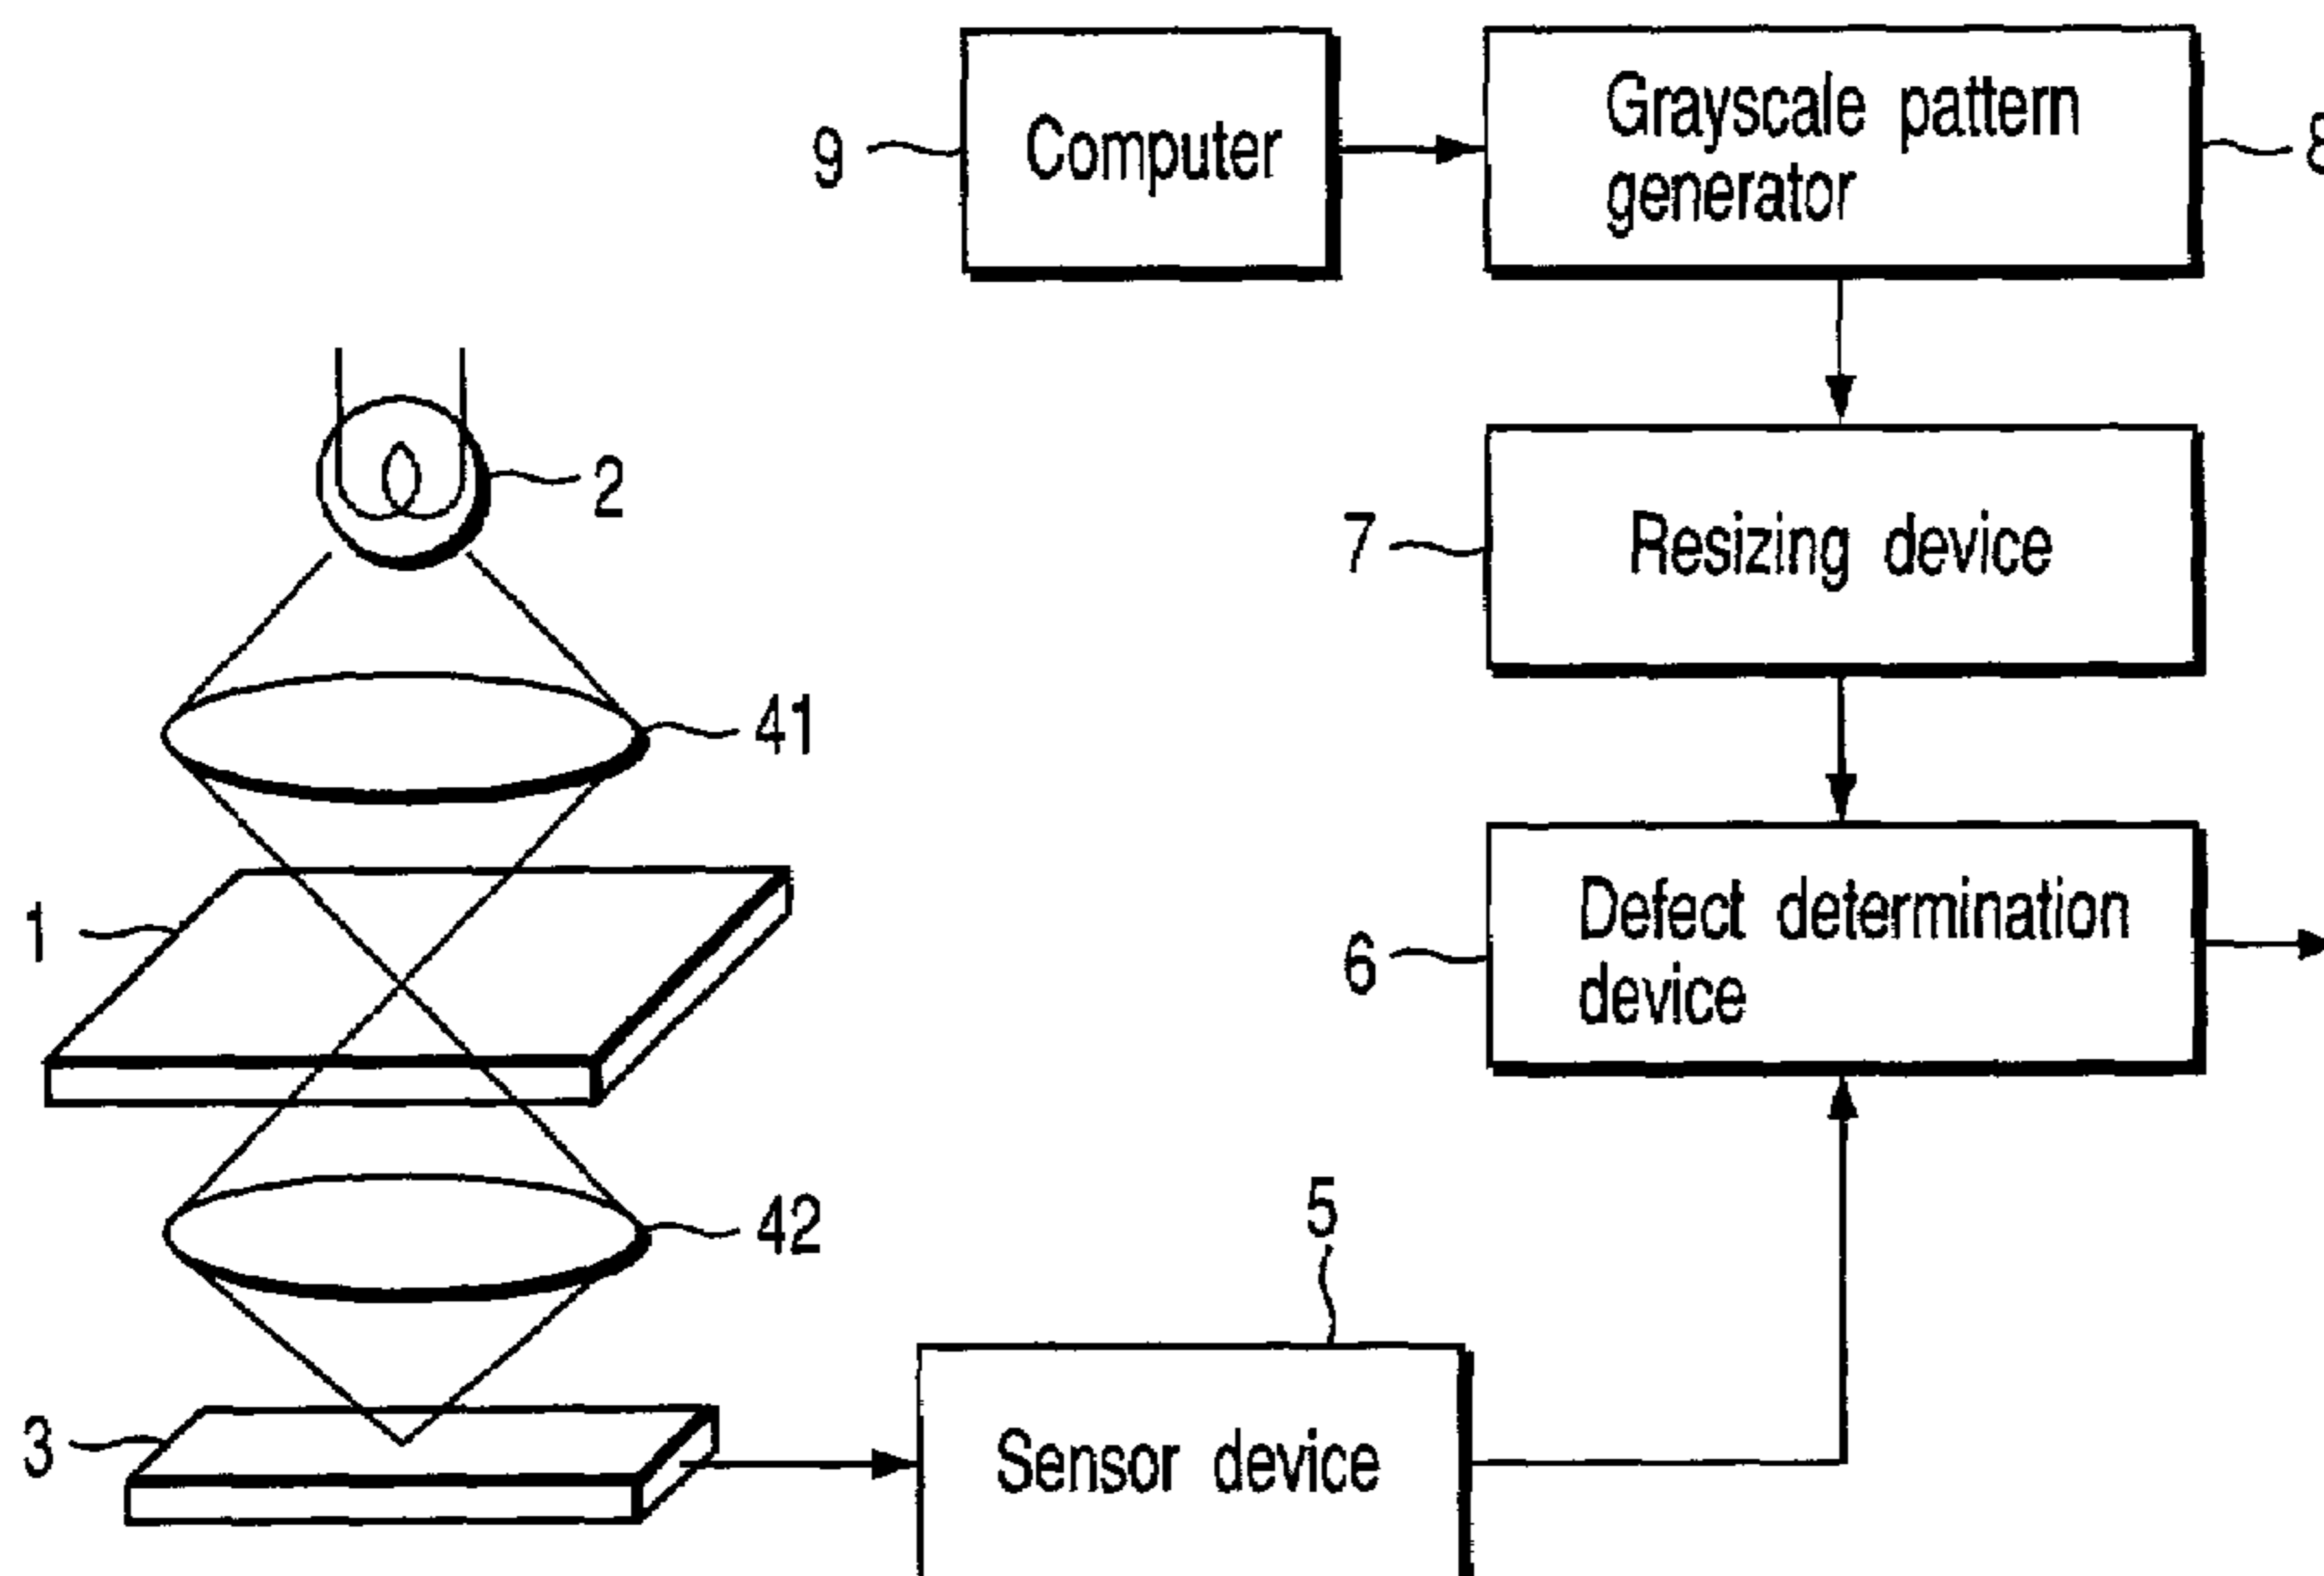 9
Computer
Grayscale pattern
generator
8
2
7
Resizing device
41
1
6
Defect determination
device
42
5
3
Sensor device